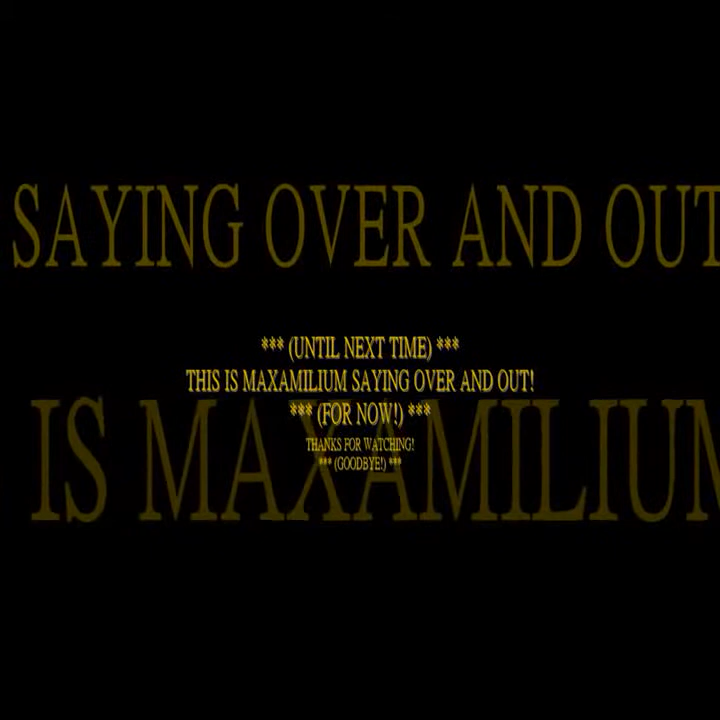 SAYING OVER AND OUT
*** (UNTIL NEXT TIME) ***
THIS IS MAXAMILIUM SAYING OVER AND OUT!
*** (FOR NOW!) ***
THANKS FOR WATCHING!
*** (GOODBYE!) ***
IS MAXAMILIUM